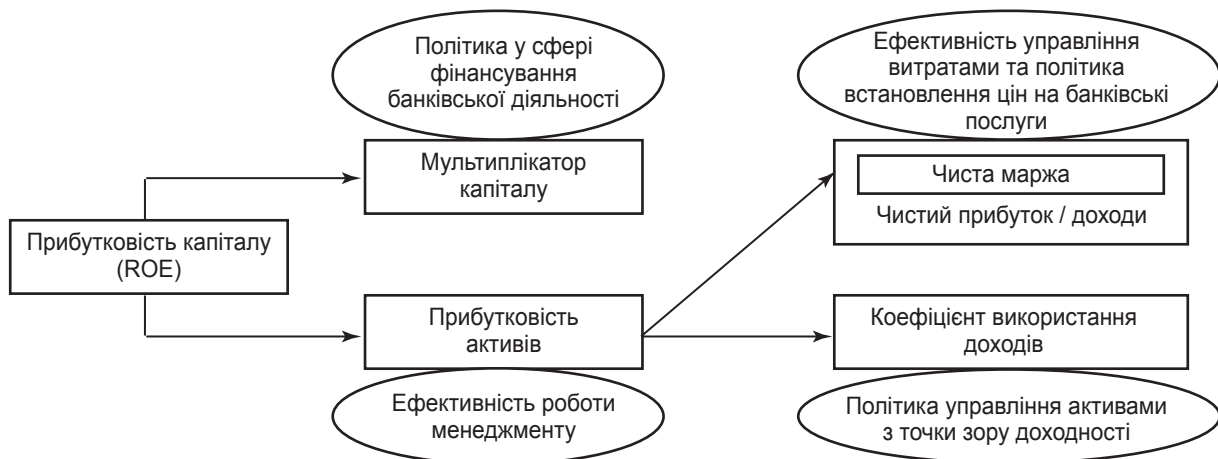 Політика у сфері
фінансування
банківської діяльності
Мультиплікатор
капіталу
Ефективність управління
витратами та політика
встановлення цін на банківські
послуги
Чиста маржа
Чистий прибуток / доходи
Прибутковість капіталу
(ROE)
Прибутковість
активів
Ефективність роботи
менеджменту
Коефіцієнт використання
доходів
Політика управління активами
з точки зору доходності